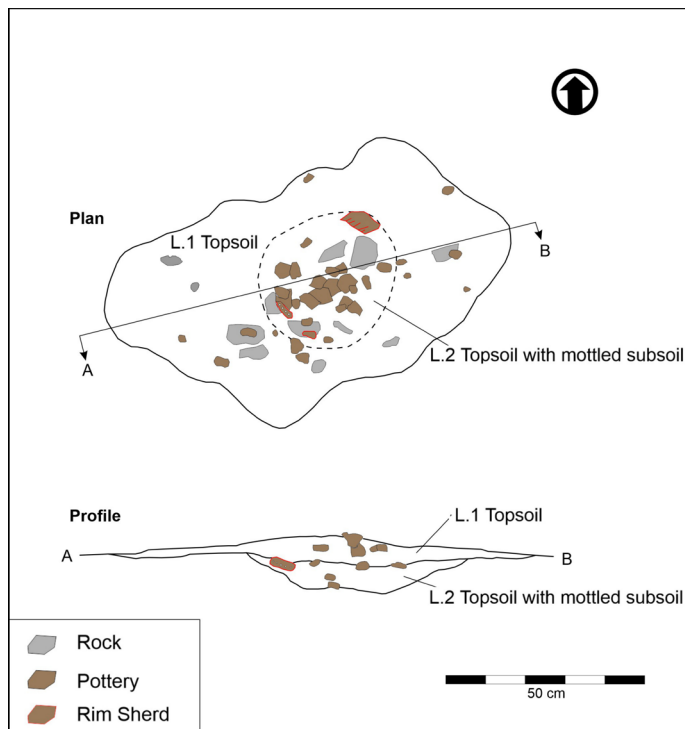 Plan
L.1 Topsoil
B
L.2 Topsoil with mottled subsoil
A
Profile
L.1 Topsoil
A
B
L.2 Topsoil with mottled subsoil
Rock
Pottery
Rim Sherd
50 cm